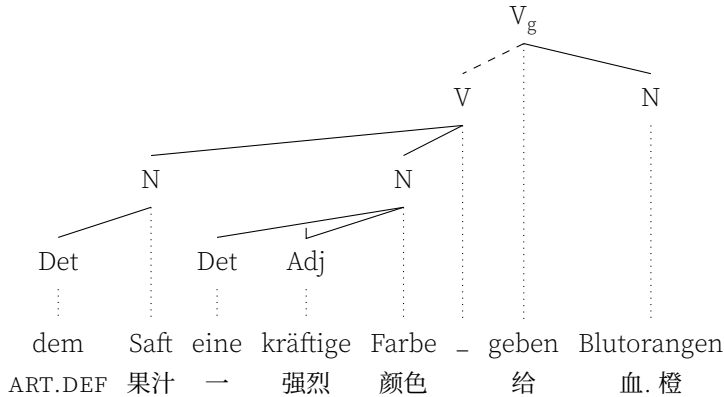 V_g
V N
N N
Det Det Adj
dem Saft eine kräftige Farbe _ geben Blutorangen
ART.DEF 果汁 一 强烈 颜色 给 血. 橙